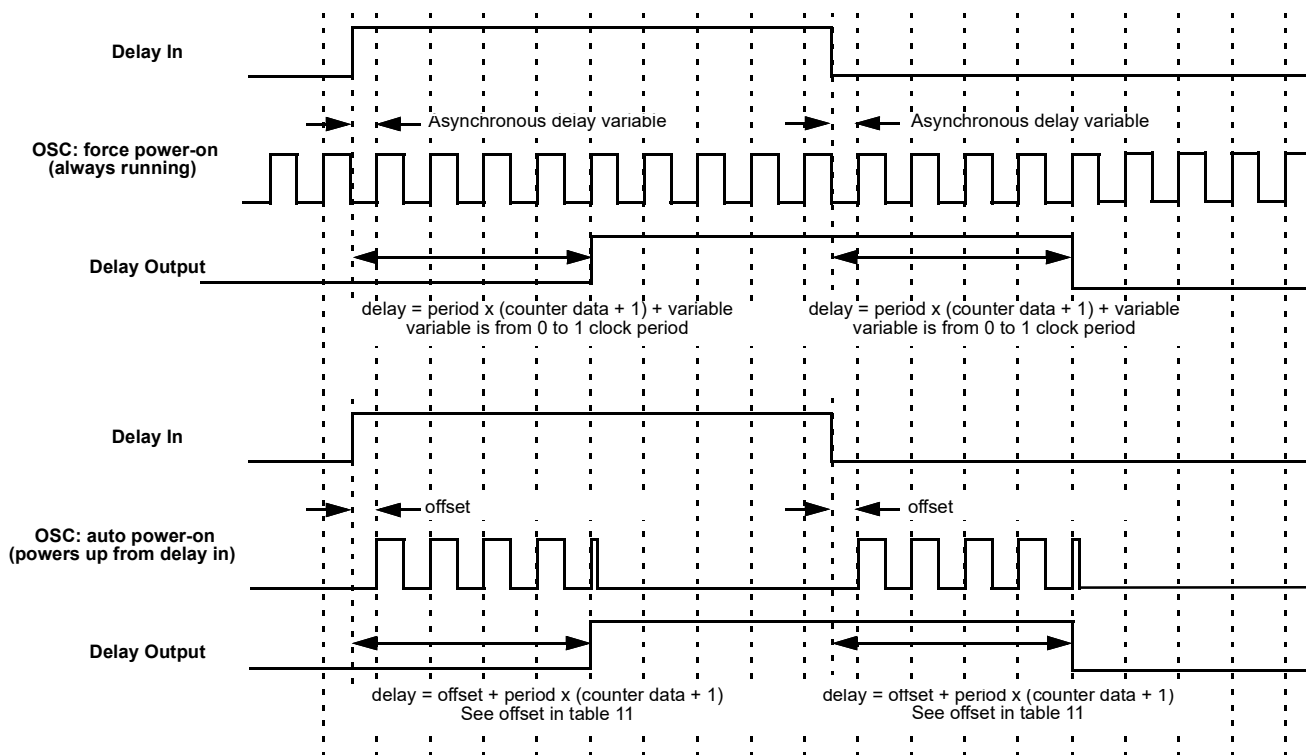 Delay In
Asynchronous delay variable
Asynchronous delay variable
OSC: force power-on
(always running)
Delay Output
delay = period x (counter data + 1) + variable
variable is from 0 to 1 clock period
delay = period x (counter data + 1) + variable
variable is from 0 to 1 clock period
Delay In
offset
offset
OSC: auto power-on
(powers up from delay in)
Delay Output
delay = offset + period x (counter data + 1)
See offset in table 11
delay = offset + period x (counter data + 1)
See offset in table 11